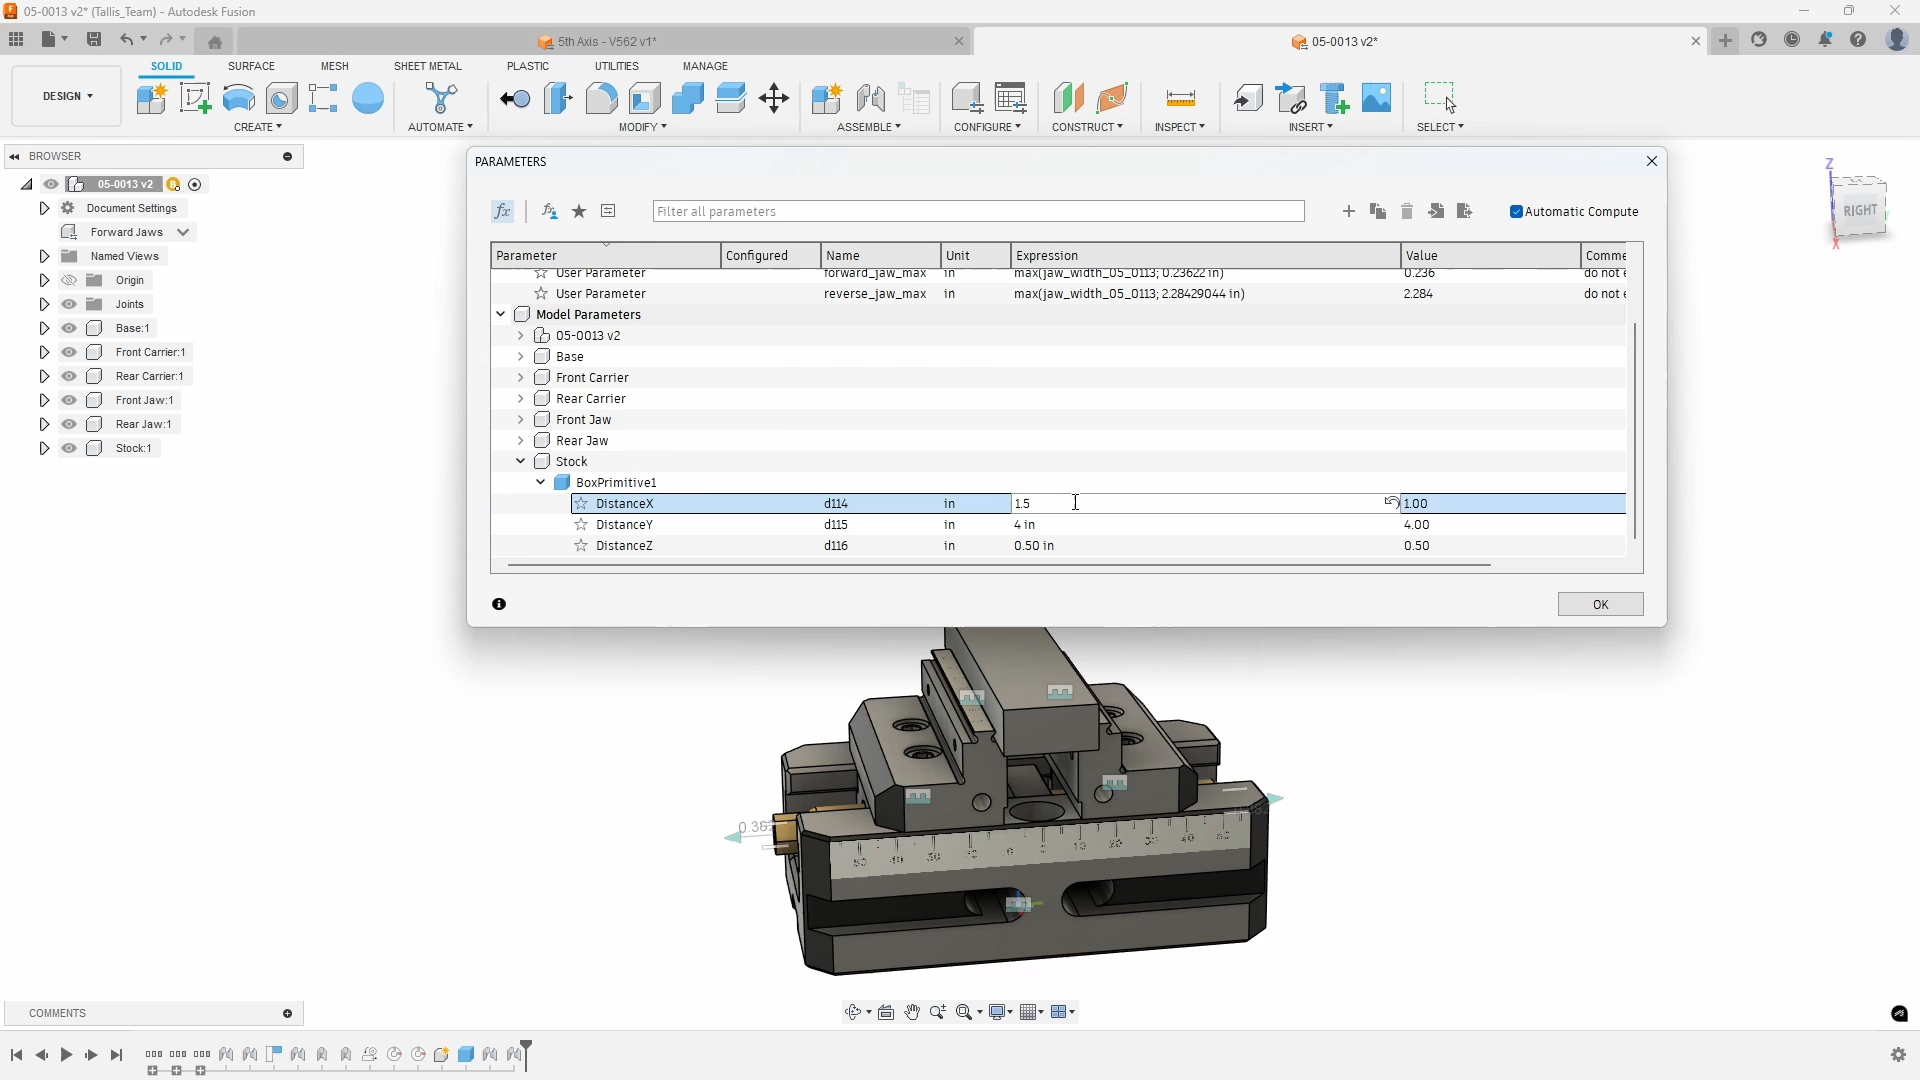 05-0013 v2* (Tallis_Team) - Autodesk Fusion
5th Axis - V562 v1*
05-0013 v2*
SOLID SURFACE MESH SHEET METAL PLASTIC UTILITIES MANAGE
DESIGN
CREATE AUTOMATE MODIFY ASSEMBLE CONFIGURE CONSTRUCT INSPECT INSERT SELECT
BROWSER
05-0013 v2
Document Settings
Forward Jaws
Named Views
Origin
Joints
Base:1
Front Carrier:1
Rear Carrier:1
Front Jaw:1
Rear Jaw:1
Stock:1
PARAMETERS
fx
Filter all parameters
Automatic Compute
Parameter Configured Name Unit Expression Value Comme
User Parameter forward_jaw_max in max(jaw_width_05_0113; 0.23622 in) 0.236 do not e
User Parameter reverse_jaw_max in max(jaw_width_05_0113; 2.28429044 in) 2.284 do not e
Model Parameters
05-0013 v2
Base
Front Carrier
Rear Carrier
Front Jaw
Rear Jaw
Stock
BoxPrimitive1
DistanceX d114 in 1.5 1.00
DistanceY d115 in 4 in 4.00
DistanceZ d116 in 0.50 in 0.50
OK
Z
RIGHT
X
COMMENTS